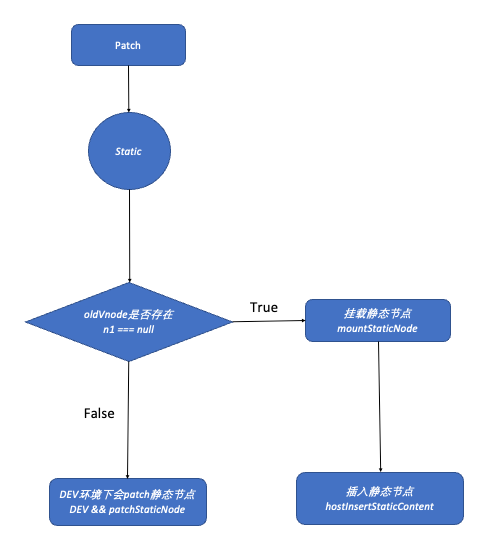 Patch
Static
oldVnode是否存在
n1 === null
True
挂载静态节点
mountStaticNode
False
DEV环境下会patch静态节点
DEV && patchStaticNode
插入静态节点
hostInsertStaticContent